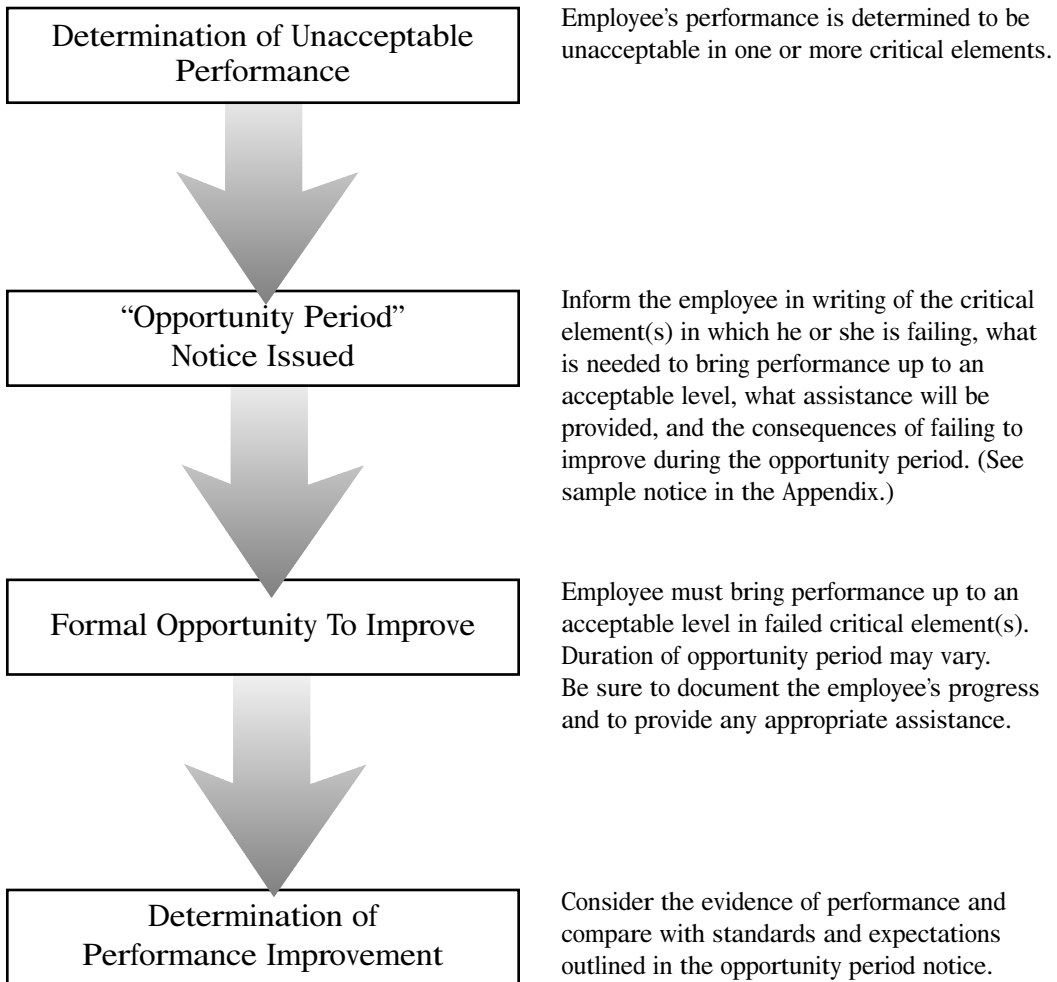 Determination of Unacceptable
Performance
Employee’s performance is determined to be
unacceptable in one or more critical elements.
“Opportunity Period”
Notice Issued
Inform the employee in writing of the critical
element(s) in which he or she is failing, what
is needed to bring performance up to an
acceptable level, what assistance will be
provided, and the consequences of failing to
improve during the opportunity period. (See
sample notice in the Appendix.)
Formal Opportunity To Improve
Employee must bring performance up to an
acceptable level in failed critical element(s).
Duration of opportunity period may vary.
Be sure to document the employee’s progress
and to provide any appropriate assistance.
Determination of
Performance Improvement
Consider the evidence of performance and
compare with standards and expectations
outlined in the opportunity period notice.